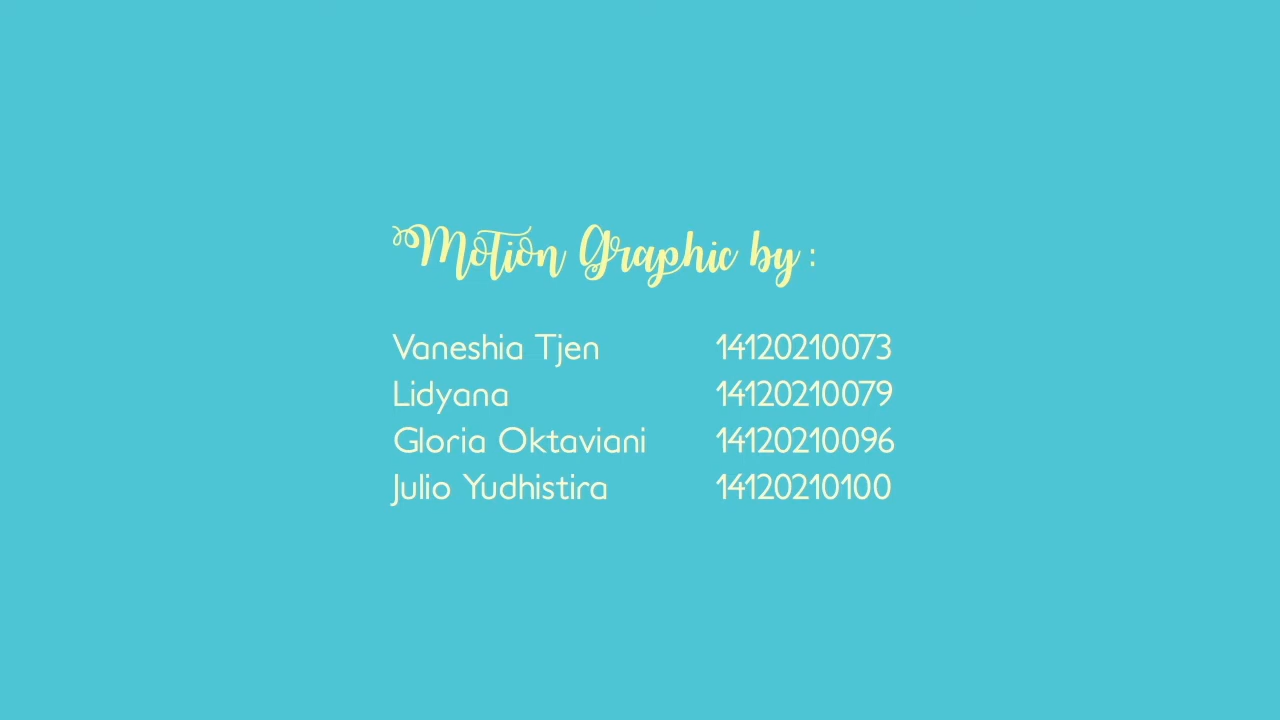 Motion Graphic by :
Vaneshia Tjen 14120210073
Lidyana 14120210079
Gloria Oktaviani 14120210096
Julio Yudhistira 14120210100